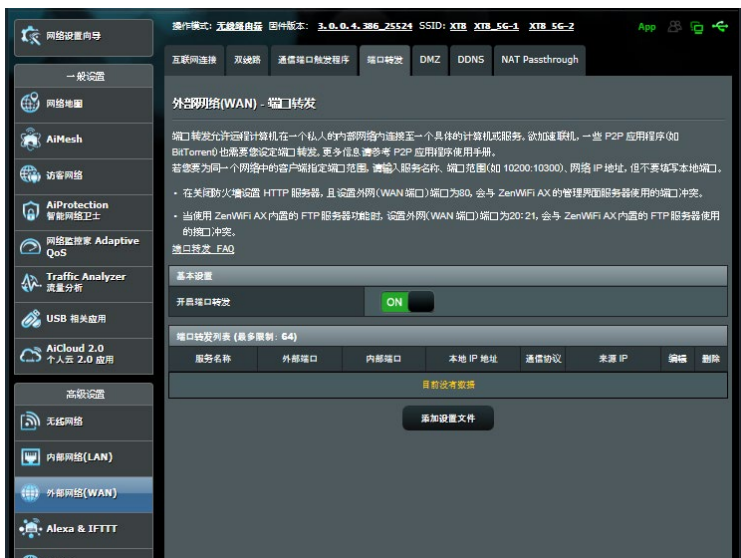 操作模式: 无线路由器 固件版本: 3.0.0.4.386_25524 SSID: XT8 XT8_5G-1 XT8_5G-2
App
网络设置向导
一般设置
网络地图
AiMesh
访客网络
AiProtection
智能网络卫士
网路监控家 Adaptive
QoS
Traffic Analyzer
流量分析
USB 相关应用
AiCloud 2.0
个人云 2.0 应用
高级设置
无线网络
内部网络(LAN)
外部网络(WAN)
Alexa & IFTTT
互联网连接 双线路 通信端口触发程序 端口转发 DMZ DDNS NAT Passthrough
外部网络(WAN) - 端口转发
端口转发允许远程计算机在一个私人的内部网络内连接至一个具体的计算机或服务。欲加速联机，一些 P2P 应用程序(如
BitTorrent) 也需要您设定端口转发。更多信息请参考 P2P 应用程序使用手册。
若您要为同一个网络中的客户端指定端口范围, 请输入服务名称、端口范围(如 10200:10300)、网络 IP 地址，但不要填写本地端口。
• 在关闭防火墙设置 HTTP 服务器，且设置外网(WAN 端口)端口为80, 会与 ZenWiFi AX 的管理界面服务器使用的端口冲突。
• 当使用 ZenWiFi AX 内置的 FTP 服务器功能时, 设置外网(WAN 端口)端口为20:21, 会与 ZenWiFi AX 内置的 FTP 服务器使用
的接口冲突。
端口转发 FAQ
基本设置
开启端口转发 ON
端口转发列表 (最多限制: 64)
服务名称 外部端口 内部端口 本地 IP 地址 通信协议 来源 IP 编辑 删除
目前没有数据
添加设置文件